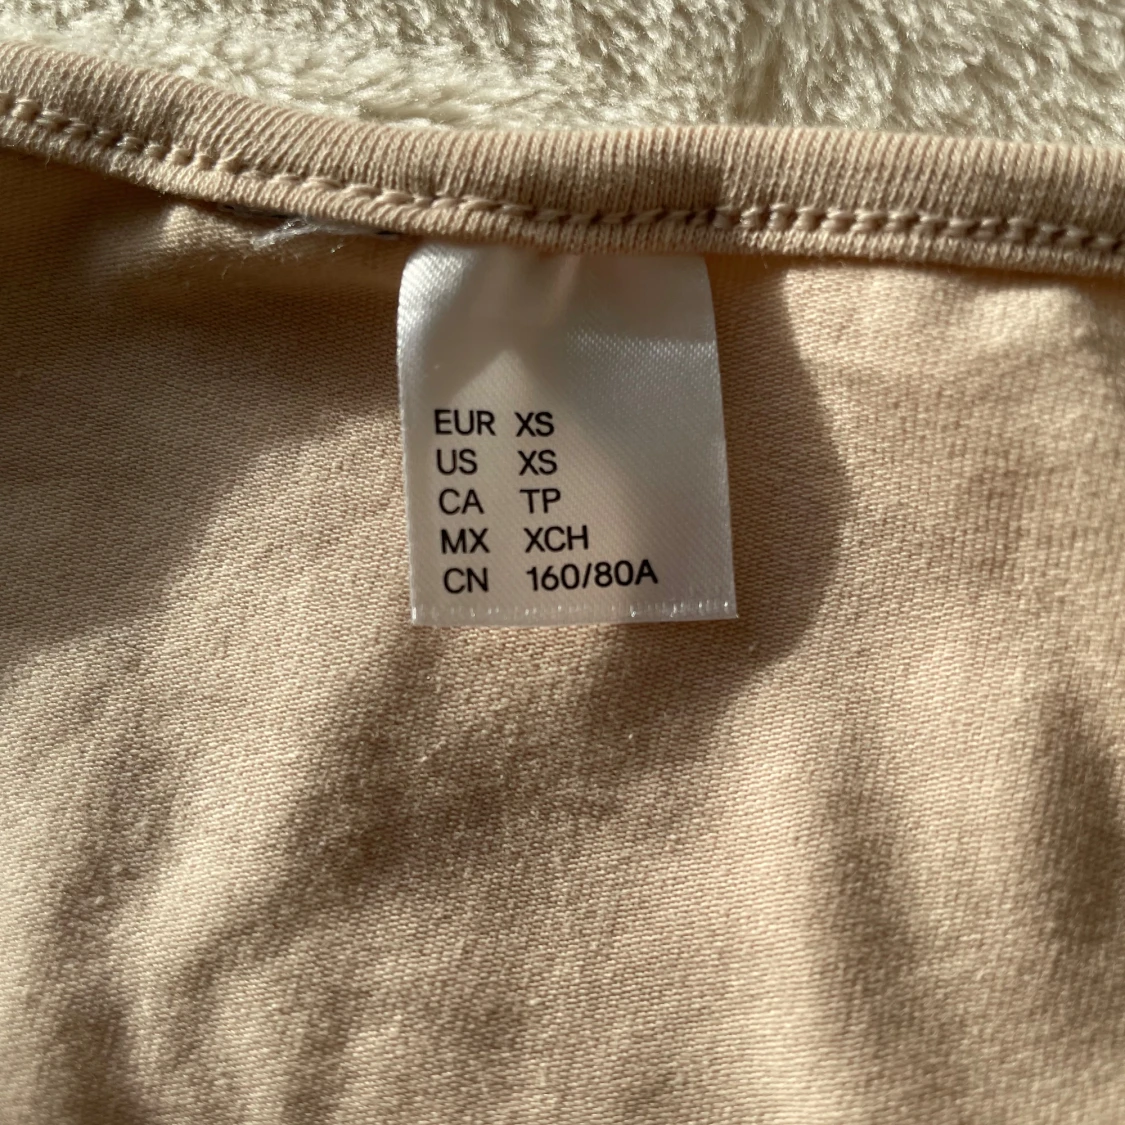 EUR XS
US XS
CA TP
MX XCH
CN 160/80A